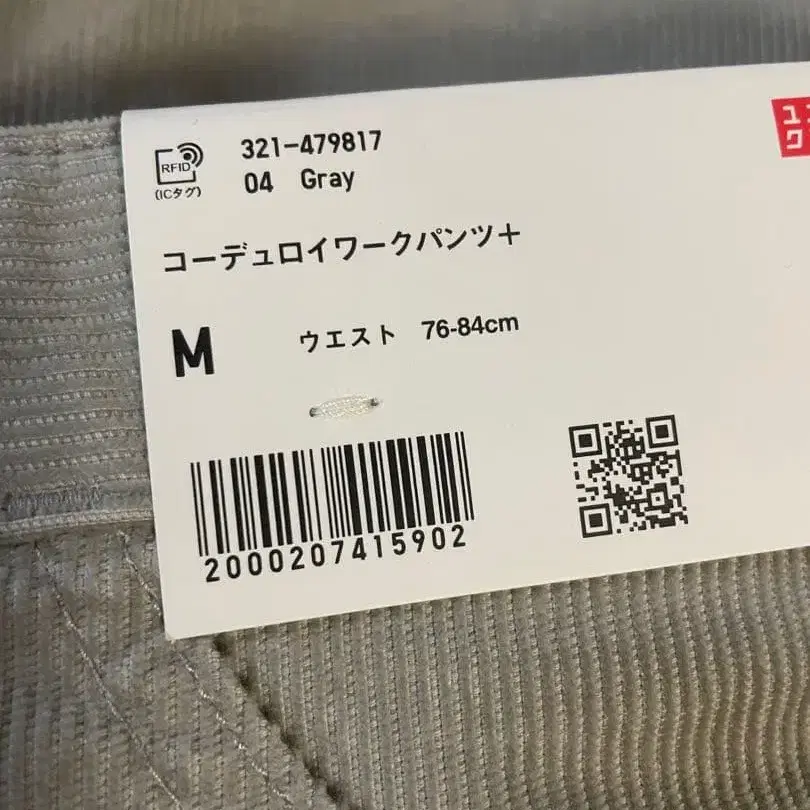 RFID
(ICタグ)
321-479817
04 Gray
コーデュロイワークパンツ+
M ウエスト 76-84cm
2000207415902